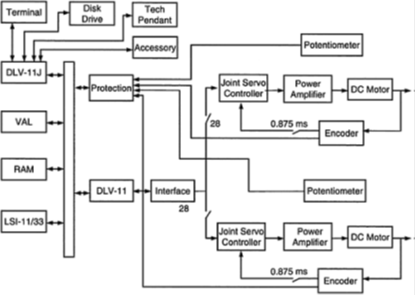 Terminal
Disk
Drive
Tech
Pendant
Accessory
DLV-11J
VAL
RAM
LSI-11/33
Protection
DLV-11
Interface
28
28
Potentiometer
Joint Servo
Controller
Power
Amplifier
DC Motor
0.875 ms
Encoder
Potentiometer
Joint Servo
Controller
Power
Amplifier
DC Motor
0.875 ms
Encoder